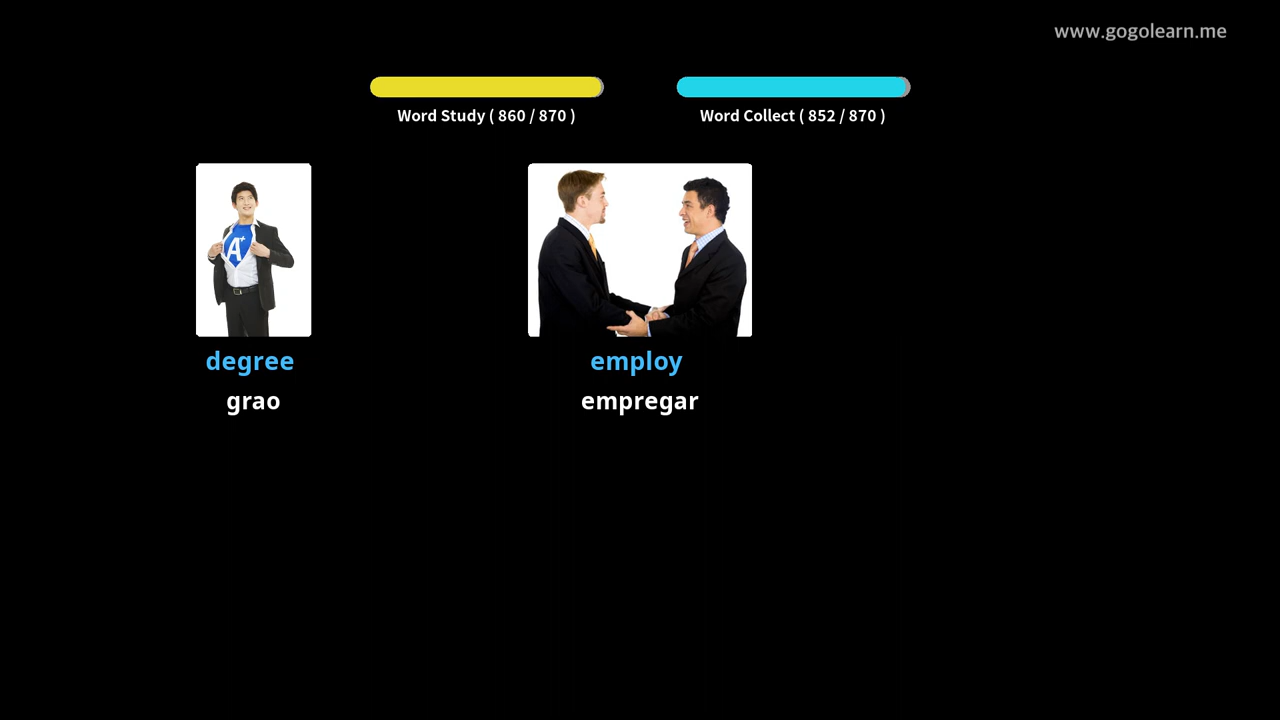 www.gogolearn.me
Word Study ( 860 / 870 )
Word Collect ( 852 / 870 )
A+
degree
employ
grao
empregar